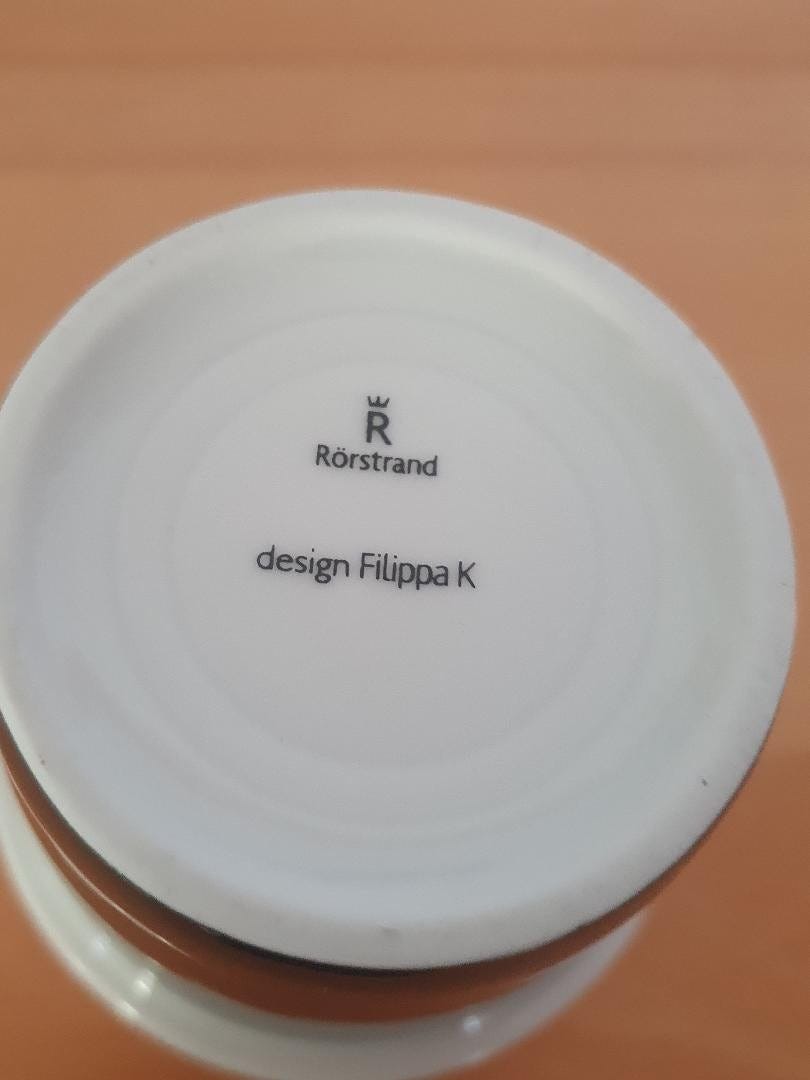 R
Rörstrand
design Filippa K